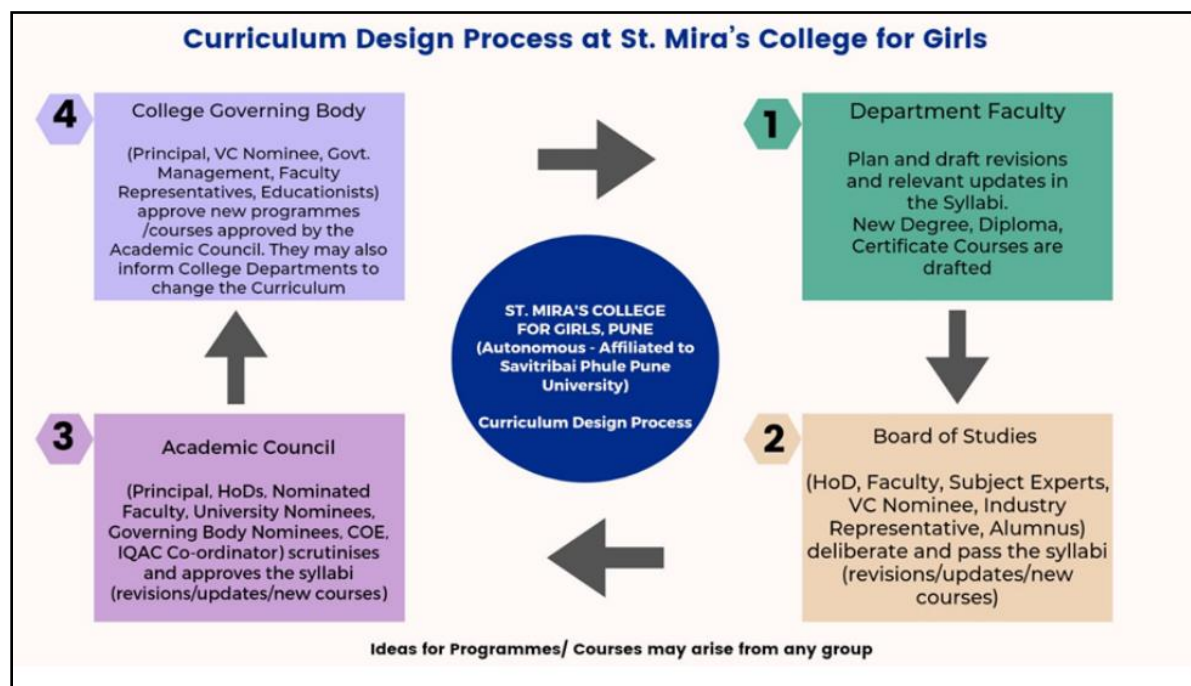 Curriculum Design Process at St. Mira's College for Girls
4
College Governing Body
(Principal, VC Nominee, Govt.
Management, Faculty
Representatives, Educationists)
approve new programmes
/courses approved by the
Academic Council. They may also
inform College Departments to
change the Curriculum
1
Department Faculty
Plan and draft revisions
and relevant updates in
the Syllabi.
New Degree, Diploma,
Certificate Courses are
drafted
ST. MIRA'S COLLEGE
FOR GIRLS, PUNE
(Autonomous - Affiliated to
Savitribai Phule Pune
University)
Curriculum Design Process
3
Academic Council
(Principal, HoDs, Nominated
Faculty, University Nominees,
Governing Body Nominees, COE,
IQAC Co-ordinator) scrutinises
and approves the syllabi
(revisions/updates/new courses)
2
Board of Studies
(HoD, Faculty, Subject Experts,
VC Nominee, Industry
Representative, Alumnus)
deliberate and pass the syllabi
(revisions/updates/new
courses)
Ideas for Programmes/ Courses may arise from any group